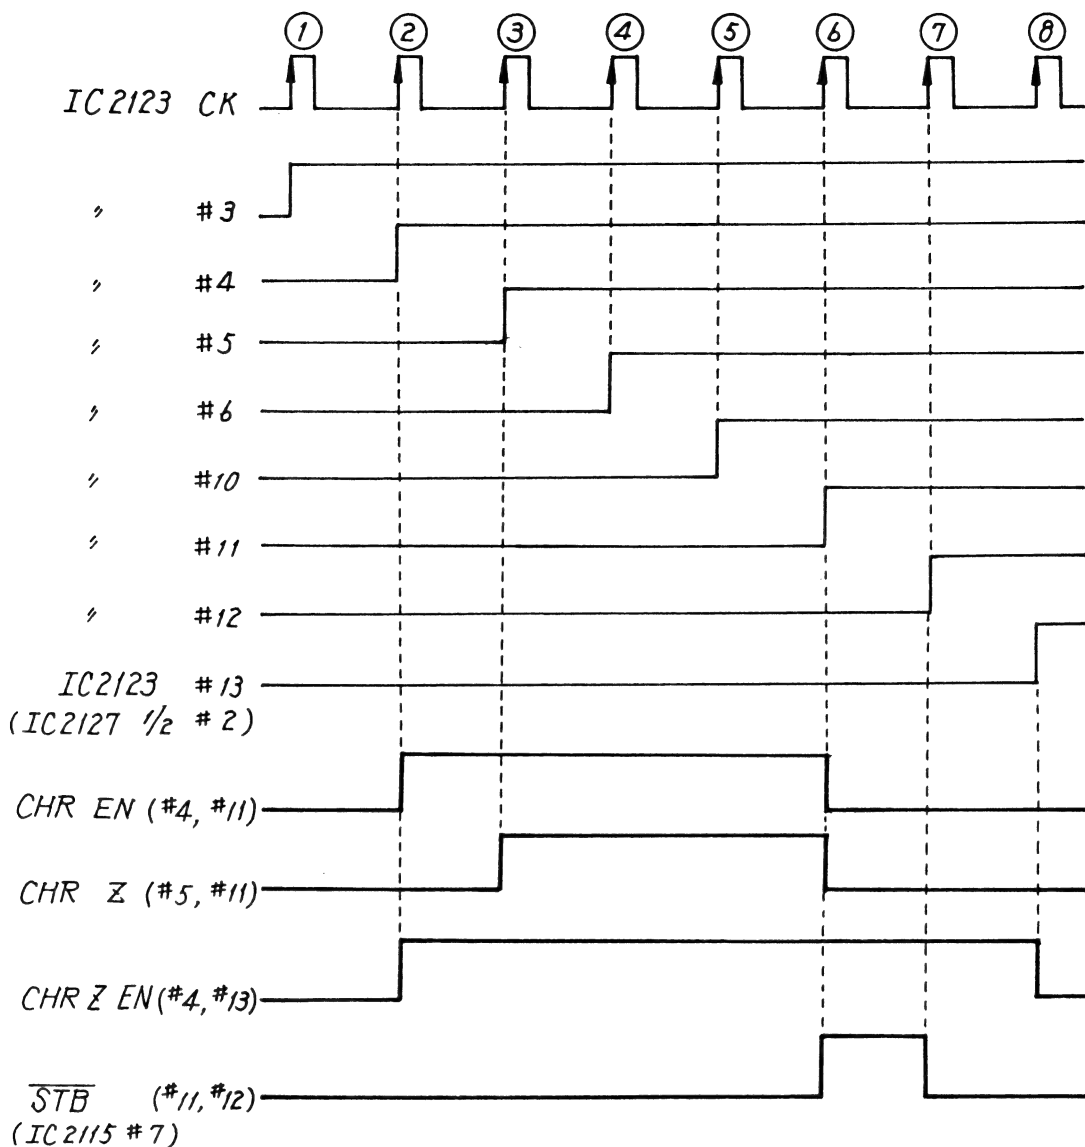 ① ② ③ ④ ⑤ ⑥ ⑦ ⑧
IC2123 CK
〃 #3
〃 #4
〃 #5
〃 #6
〃 #10
〃 #11
〃 #12
IC2123 #13
(IC2127 1/2 #2)
CHR EN (#4, #11)
CHR Z (#5, #11)
CHR Z EN (#4, #13)
S̅T̅B̅ (#11, #12)
(IC2115 #7)